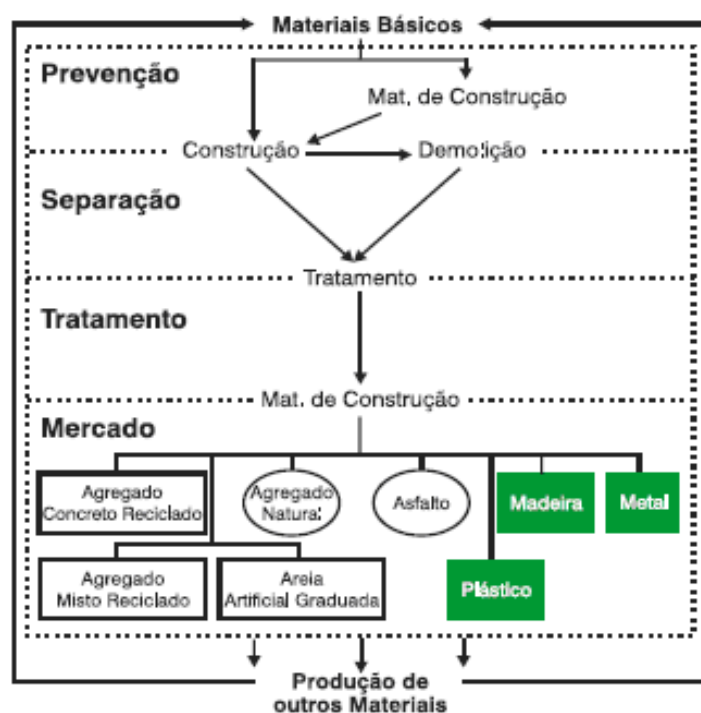 Materiais Básicos
Prevenção
Mat. de Construção
Construção
Demolição
Separação
Tratamento
Tratamento
Mat. de Construção
Mercado
Agregado
Concreto Reciclado
Agregado
Natural
Asfalto
Madeira
Metal
Agregado
Misto Reciclado
Areia
Artificial Graduada
Plástico
Produção de
outros Materiais